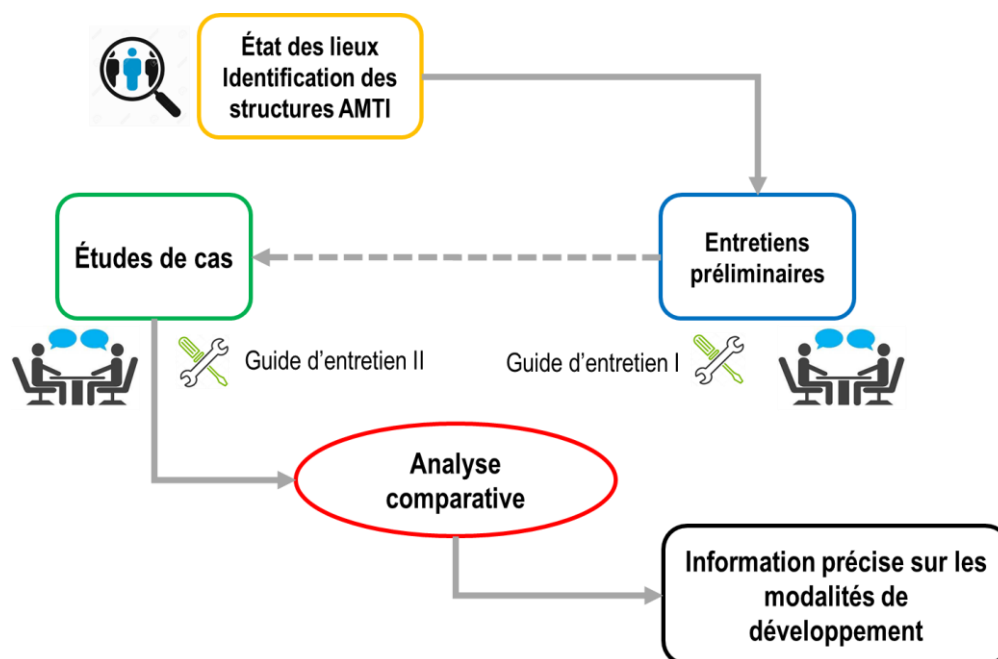 État des lieux
Identification des
structures AMTI
Études de cas
Entretiens
préliminaires
Guide d'entretien II
Guide d'entretien I
Analyse
comparative
Information précise sur les
modalités de
développement